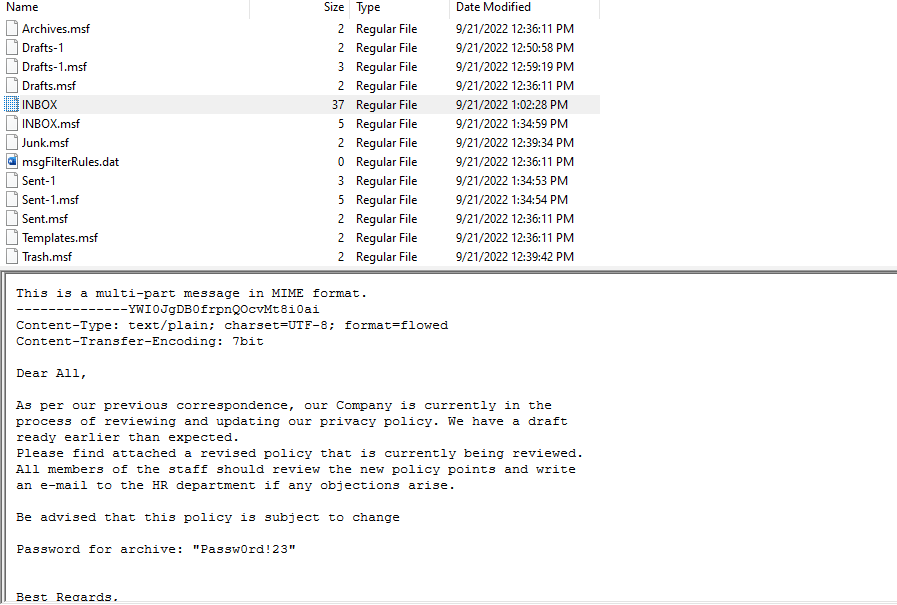 Name Size Type Date Modified
Archives.msf 2 Regular File 9/21/2022 12:36:11 PM
Drafts-1 2 Regular File 9/21/2022 12:50:58 PM
Drafts-1.msf 3 Regular File 9/21/2022 12:59:19 PM
Drafts.msf 2 Regular File 9/21/2022 12:36:11 PM
INBOX 37 Regular File 9/21/2022 1:02:28 PM
INBOX.msf 5 Regular File 9/21/2022 1:34:59 PM
Junk.msf 2 Regular File 9/21/2022 12:39:34 PM
msgFilterRules.dat 0 Regular File 9/21/2022 12:36:11 PM
Sent-1 3 Regular File 9/21/2022 1:34:53 PM
Sent-1.msf 5 Regular File 9/21/2022 1:34:54 PM
Sent.msf 2 Regular File 9/21/2022 12:36:11 PM
Templates.msf 2 Regular File 9/21/2022 12:36:11 PM
Trash.msf 2 Regular File 9/21/2022 12:39:42 PM
This is a multi-part message in MIME format.
--------------YWI0JgDB0frpnQOcvMt8i0ai
Content-Type: text/plain; charset=UTF-8; format=flowed
Content-Transfer-Encoding: 7bit
Dear All,
As per our previous correspondence, our Company is currently in the
process of reviewing and updating our privacy policy. We have a draft
ready earlier than expected.
Please find attached a revised policy that is currently being reviewed.
All members of the staff should review the new policy points and write
an e-mail to the HR department if any objections arise.
Be advised that this policy is subject to change
Password for archive: "Passw0rd!23"
Best Regards,